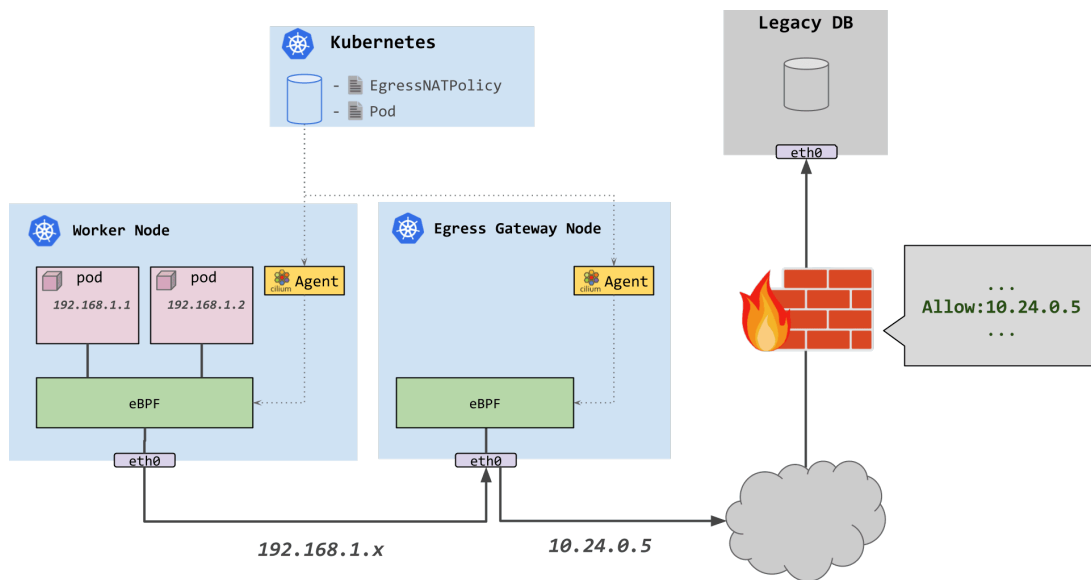 Kubernetes
- EgressNATPolicy
- Pod
Legacy DB
eth0
Worker Node
pod
192.168.1.1
pod
192.168.1.2
cilium
Agent
eBPF
eth0
Egress Gateway Node
cilium
Agent
eBPF
eth0
...
Allow:10.24.0.5
...
192.168.1.x
10.24.0.5